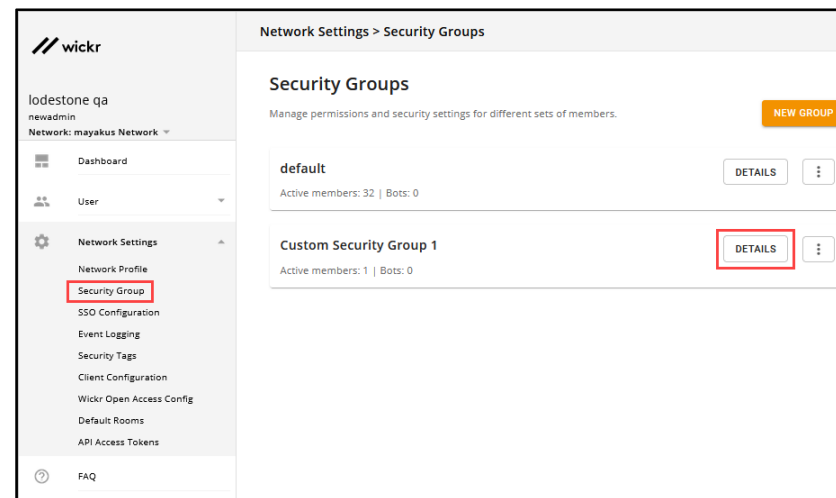 wickr
lodestone qa
newadmin
Network: mayakus Network
Dashboard
User
Network Settings
Network Profile
Security Group
SSO Configuration
Event Logging
Security Tags
Client Configuration
Wickr Open Access Config
Default Rooms
API Access Tokens
FAQ
Network Settings > Security Groups
Security Groups
Manage permissions and security settings for different sets of members.
NEW GROUP
default
Active members: 32 | Bots: 0
DETAILS
Custom Security Group 1
Active members: 1 | Bots: 0
DETAILS